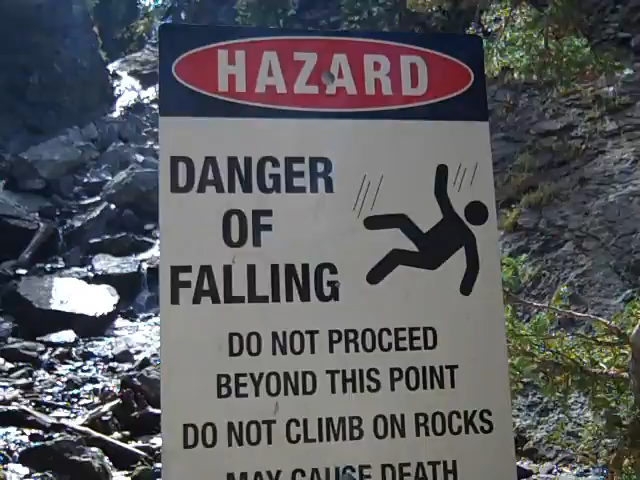 HAZARD
DANGER
OF
FALLING
DO NOT PROCEED
BEYOND THIS POINT
DO NOT CLIMB ON ROCKS
MAY CAUSE DEATH